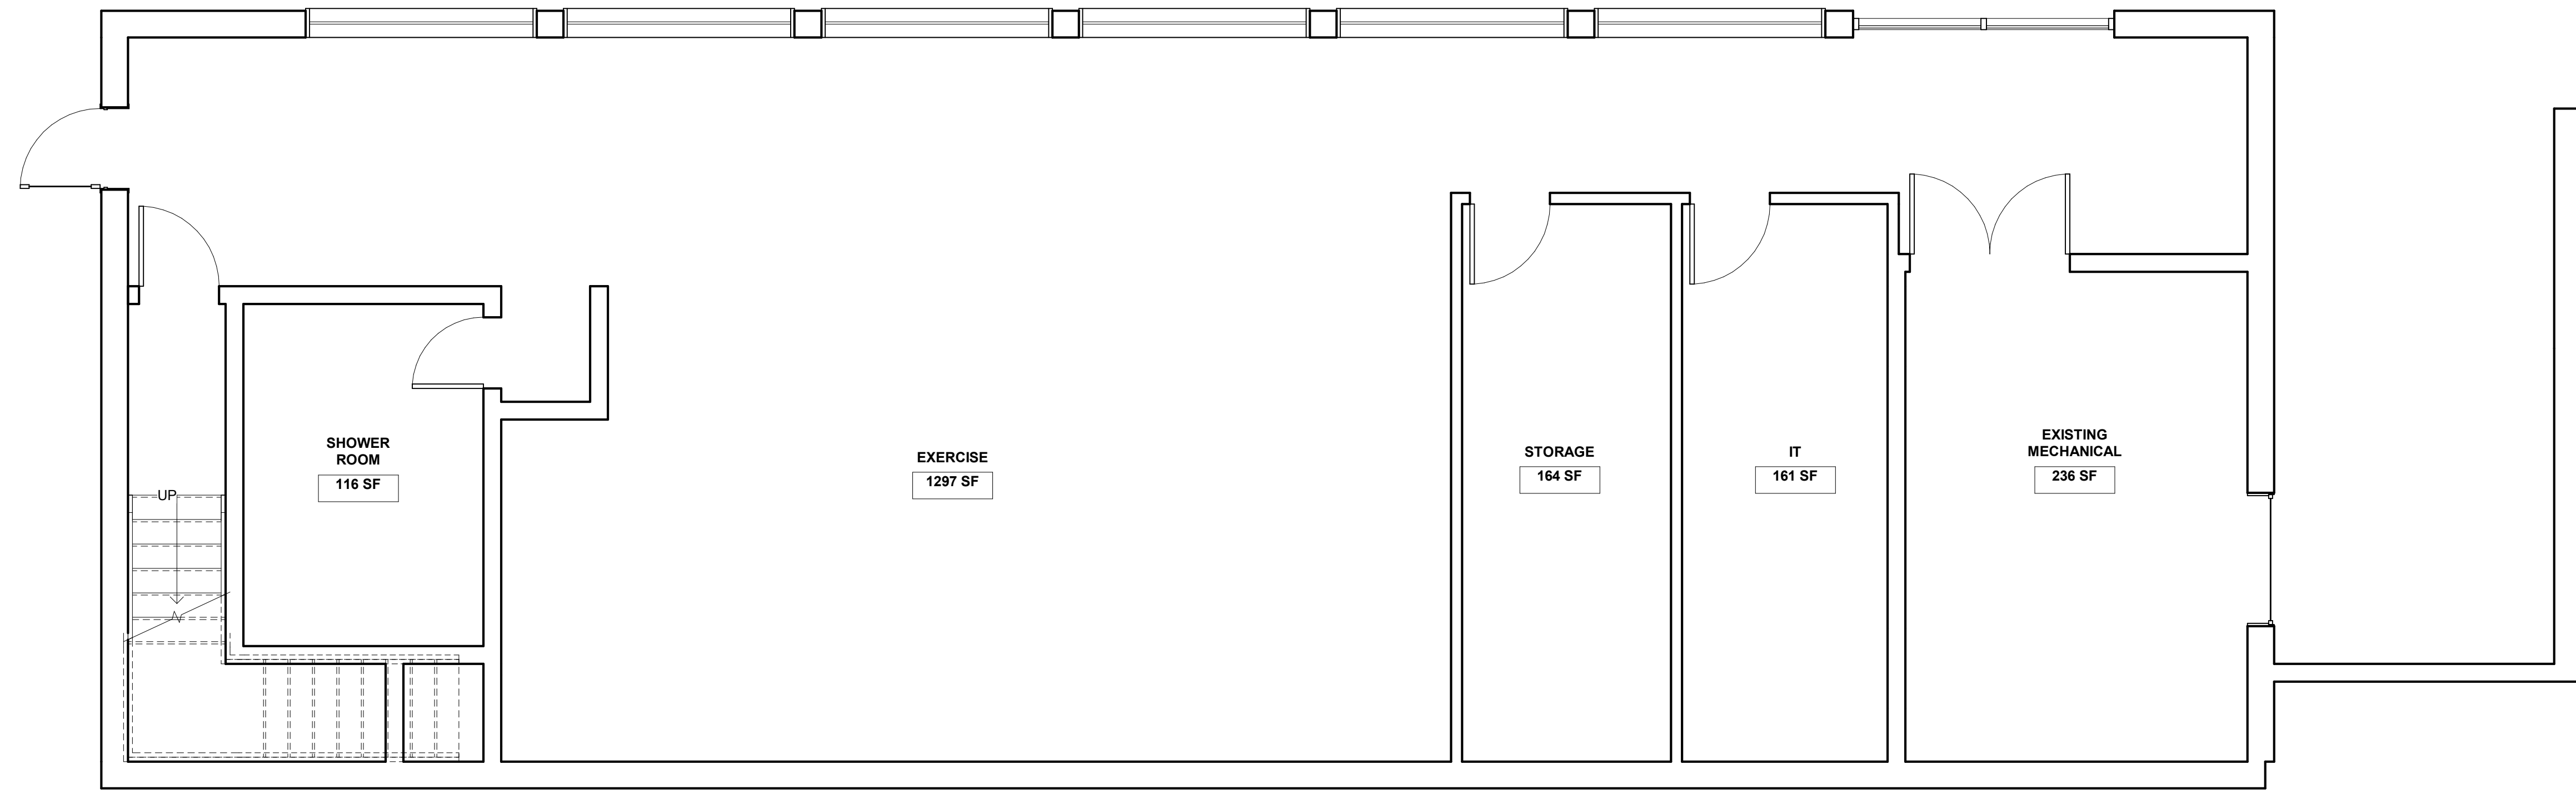 SHOWER
ROOM
116 SF
UP
EXERCISE
1297 SF
STORAGE
164 SF
IT
161 SF
EXISTING
MECHANICAL
236 SF